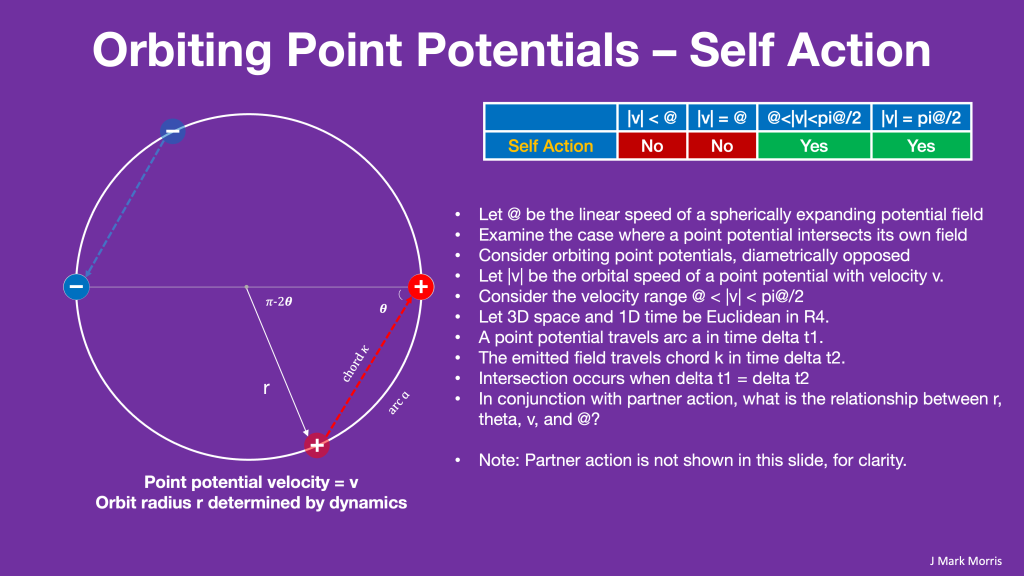 Orbiting Point Potentials – Self Action
|v| < @ |v| = @ @<|v|<pi@/2 |v| = pi@/2
Self Action No No Yes Yes
−
−
+
π-2θ
θ
chord κ
r
arc α
+
Point potential velocity = v
Orbit radius r determined by dynamics
• Let @ be the linear speed of a spherically expanding potential field
• Examine the case where a point potential intersects its own field
• Consider orbiting point potentials, diametrically opposed
• Let |v| be the orbital speed of a point potential with velocity v.
• Consider the velocity range @ < |v| < pi@/2
• Let 3D space and 1D time be Euclidean in R4.
• A point potential travels arc a in time delta t1.
• The emitted field travels chord k in time delta t2.
• Intersection occurs when delta t1 = delta t2
• In conjunction with partner action, what is the relationship between r,
theta, v, and @?
• Note: Partner action is not shown in this slide, for clarity.
J Mark Morris